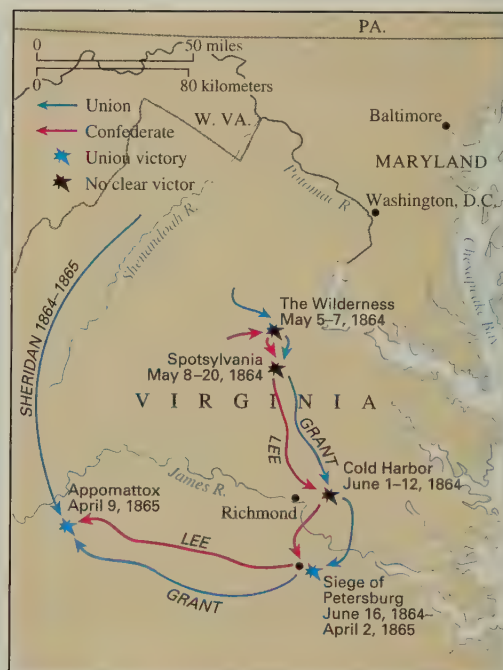 PA.
0 50 miles
0 80 kilometers
Union
Confederate
Union victory
No clear victor
W. VA.
Baltimore
MARYLAND
Potomac R.
Washington, D.C.
Shenandoah R.
Chesapeake Bay
SHERIDAN 1864–1865
The Wilderness
May 5–7, 1864
Spotsylvania
May 8–20, 1864
VIRGINIA
LEE
GRANT
Cold Harbor
June 1–12, 1864
James R.
Richmond
Appomattox
April 9, 1865
LEE
GRANT
Siege of
Petersburg
June 16, 1864–
April 2, 1865